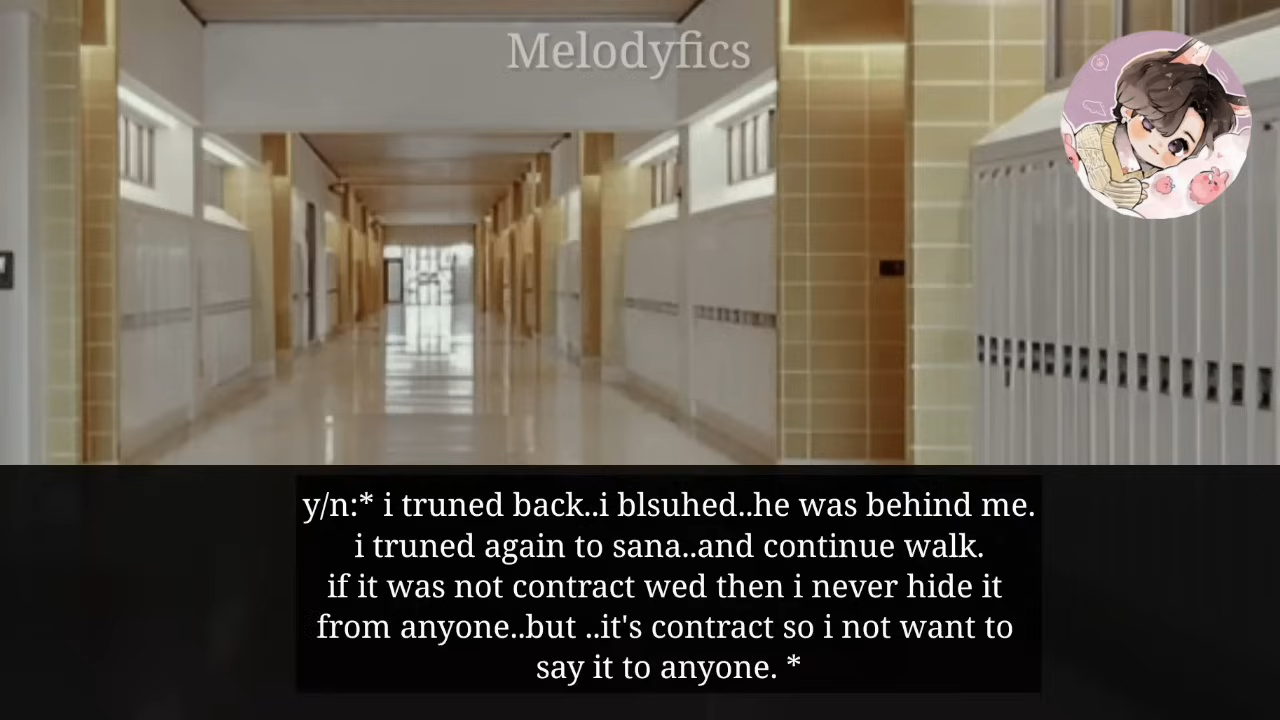 Melodyfics
y/n:* i truned back..i blsuhed..he was behind me.
i truned again to sana..and continue walk.
if it was not contract wed then i never hide it
from anyone..but ..it's contract so i not want to
say it to anyone. *